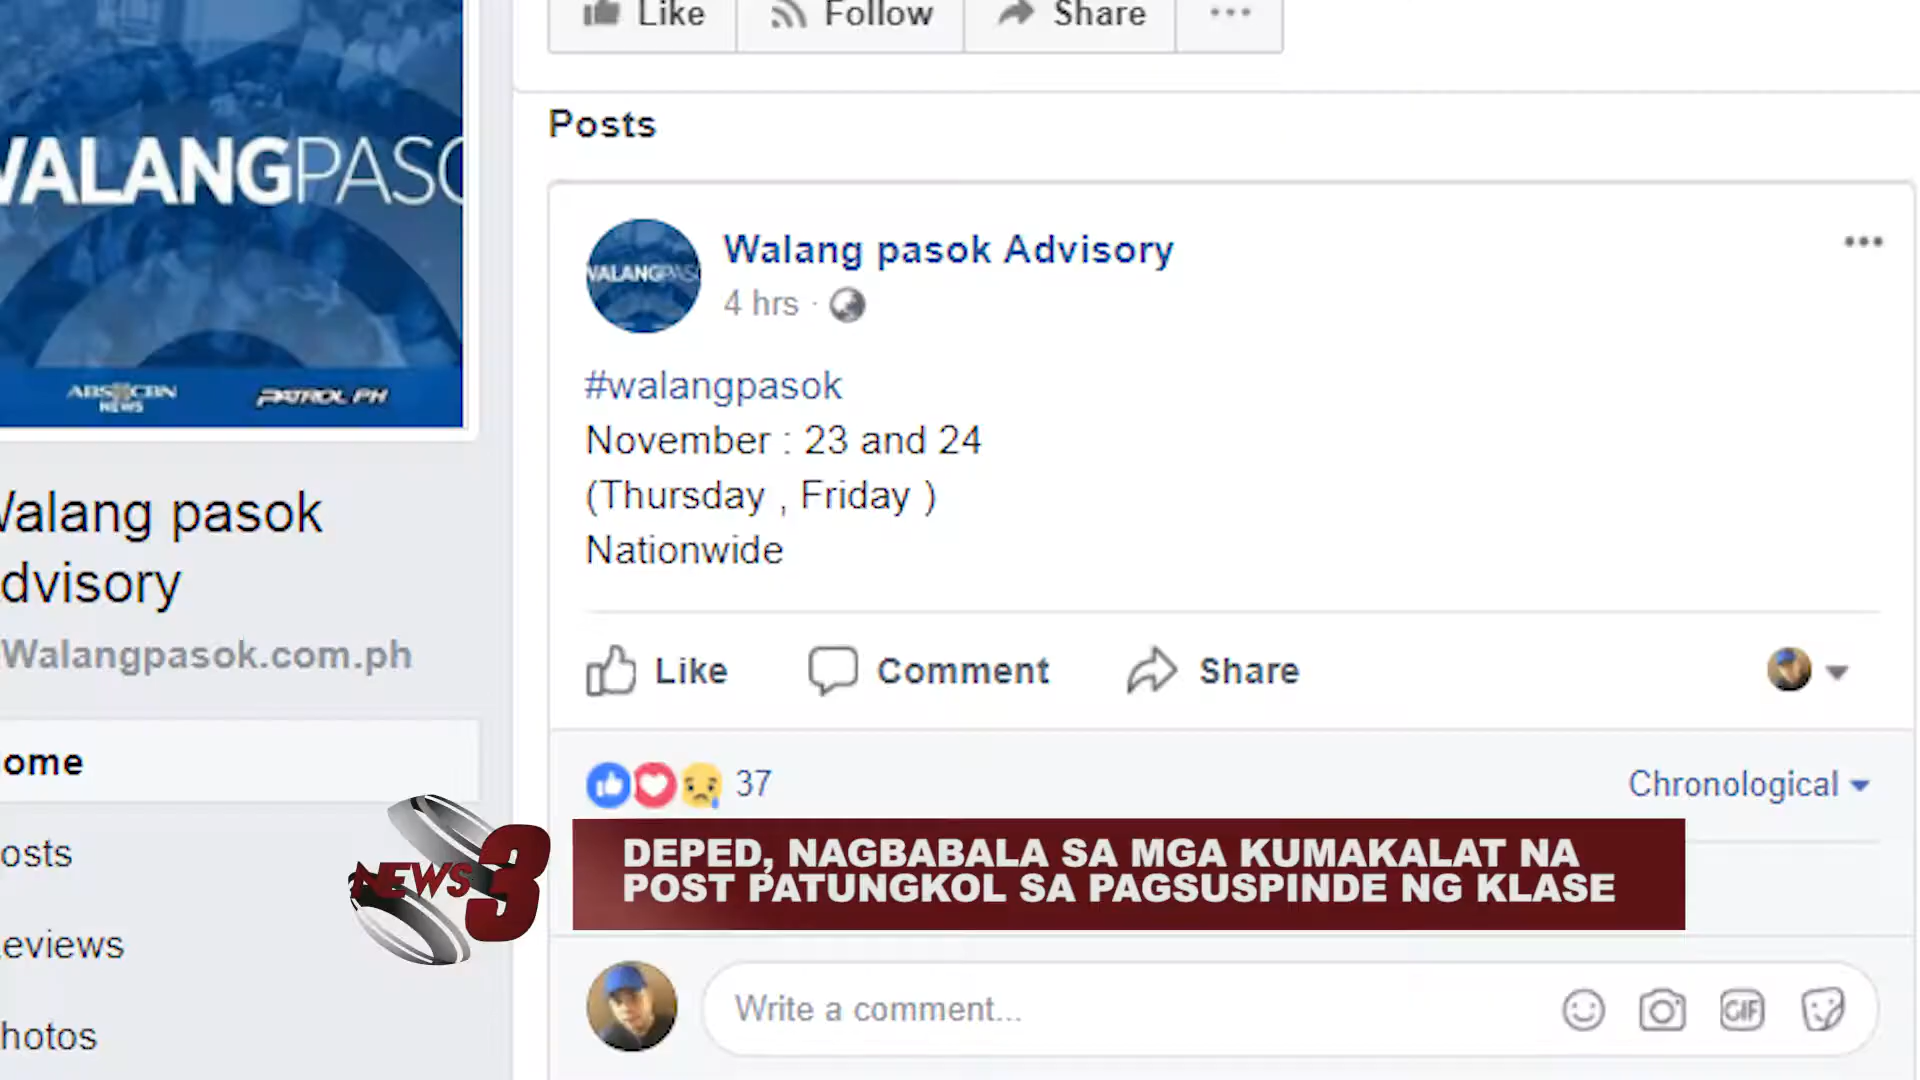 Like
Follow
Share
Posts
WALANGPASO
ABS-CBN
NEWS
PATROL PH
Walang pasok Advisory
4 hrs ·
#walangpasok
November : 23 and 24
(Thursday , Friday )
Nationwide
Like
Comment
Share
37
Chronological
Walang pasok
dvisory
Walangpasok.com.ph
ome
osts
eviews
hotos
NEWS 3
DEPED, NAGBABALA SA MGA KUMAKALAT NA
POST PATUNGKOL SA PAGSUSPINDE NG KLASE
Write a comment...
GIF